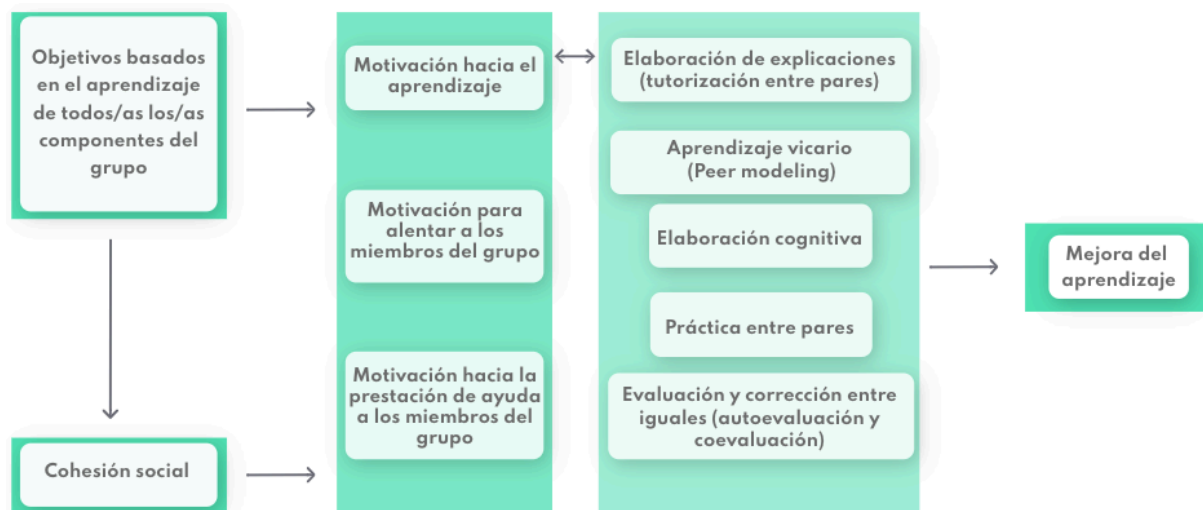 Objetivos basados
en el aprendizaje
de todos/as los/as
componentes del
grupo
Cohesión social
Motivación hacia el
aprendizaje
Motivación para
alentar a los
miembros del grupo
Motivación hacia la
prestación de ayuda
a los miembros del
grupo
Elaboración de explicaciones
(tutorización entre pares)
Aprendizaje vicario
(Peer modeling)
Elaboración cognitiva
Práctica entre pares
Evaluación y corrección entre
iguales (autoevaluación y
coevaluación)
Mejora del
aprendizaje